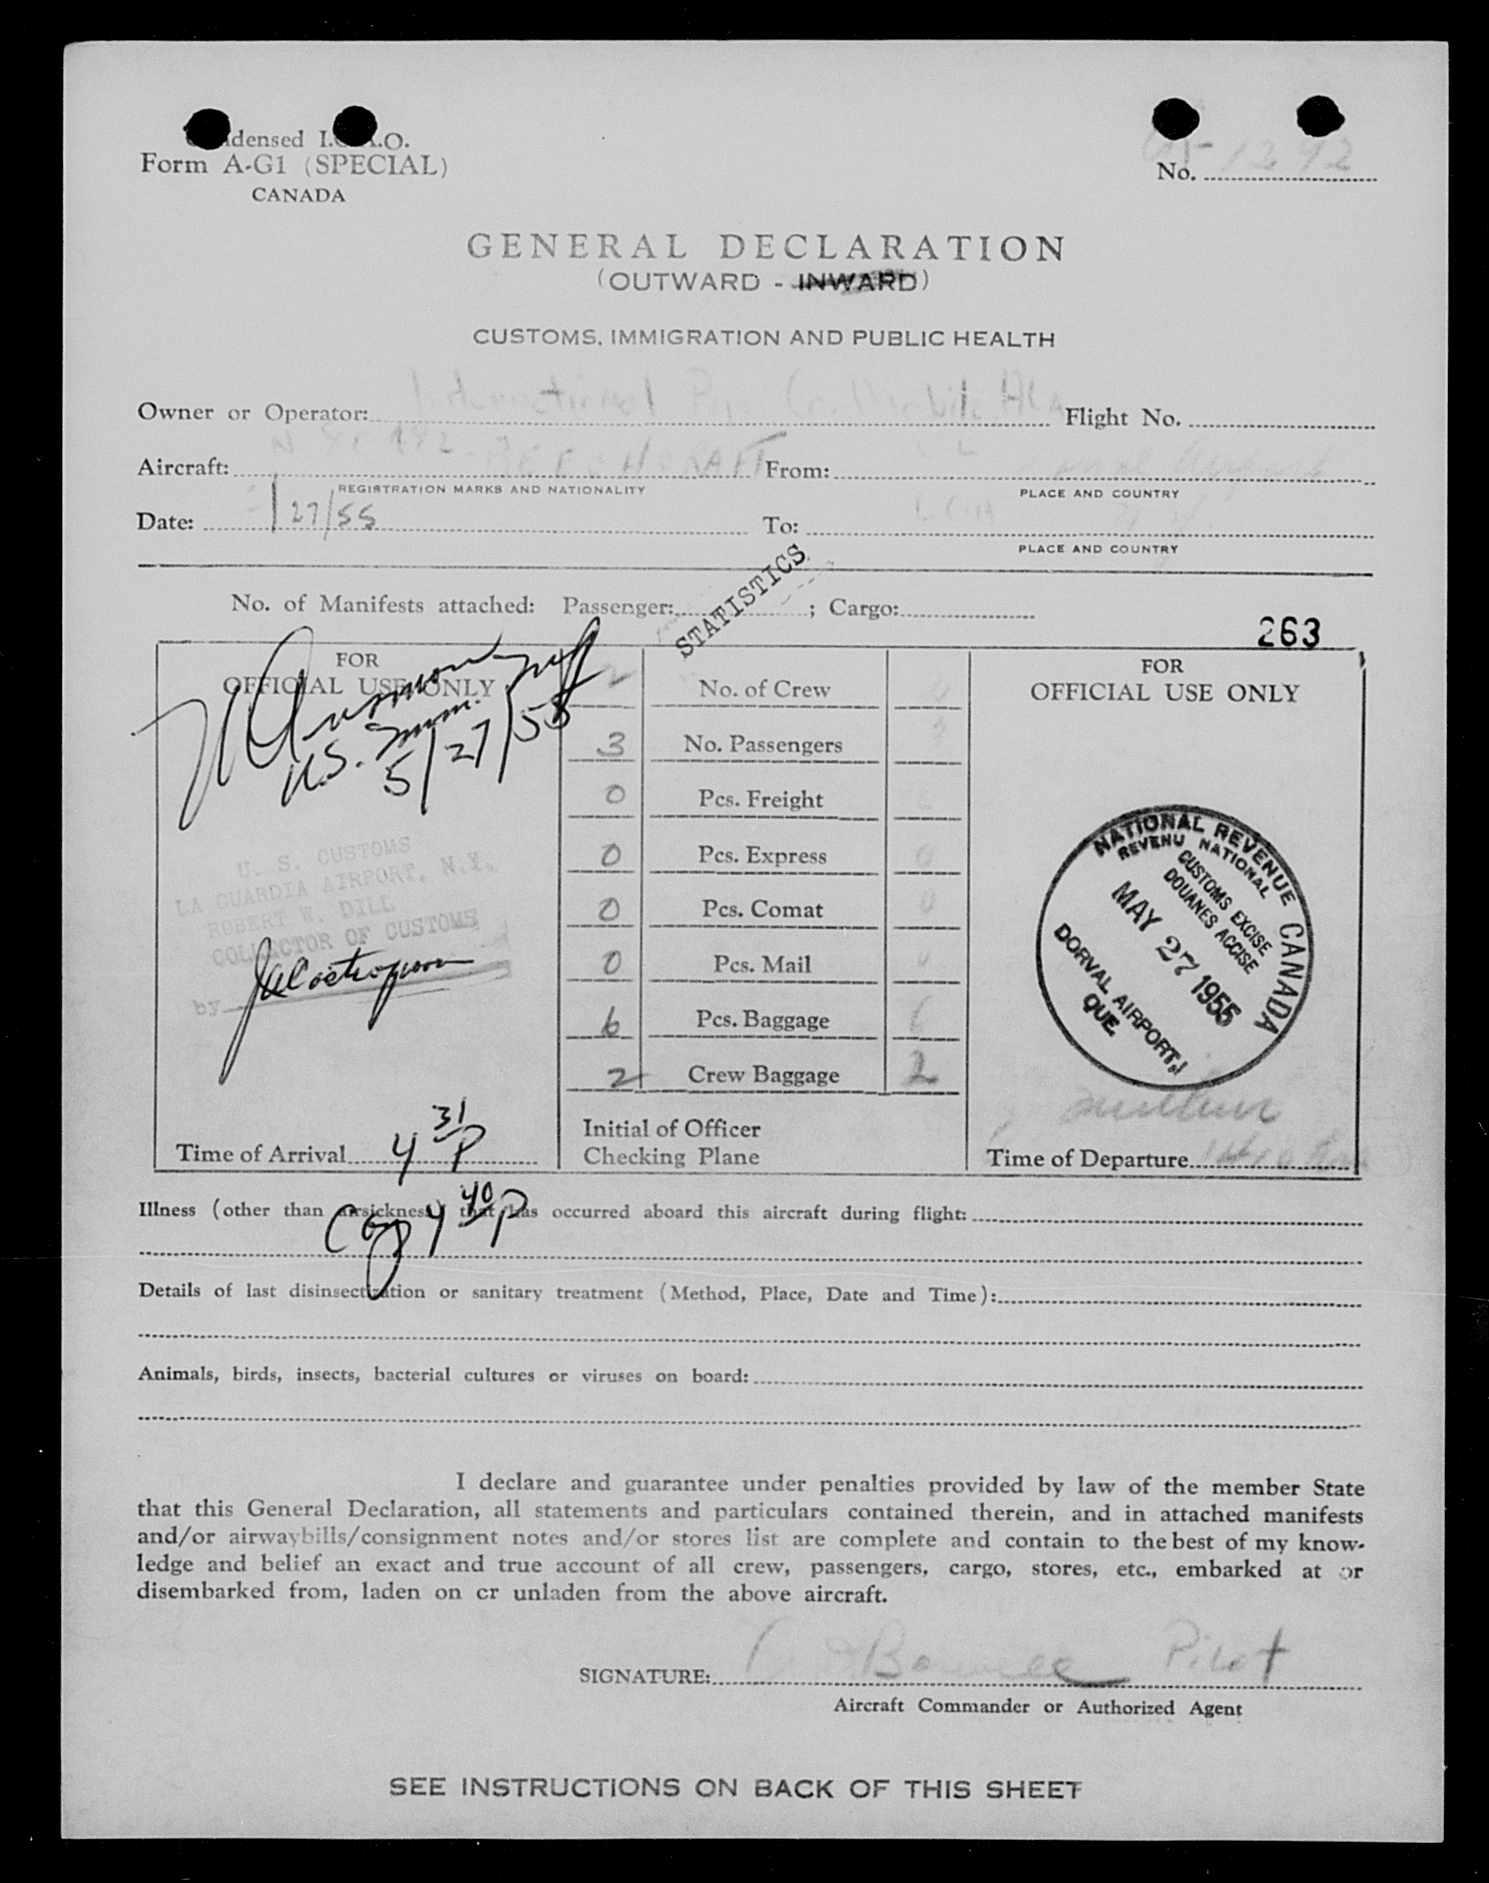 densed I. .O.
Form A-G1 (SPECIAL)
CANADA
No. 1292
GENERAL DECLARATION
(OUTWARD - INWARD)
CUSTOMS, IMMIGRATION AND PUBLIC HEALTH
Owner or Operator: International Mobile Ala Flight No.
Aircraft: BEECHCRAFT From:
REGISTRATION MARKS AND NATIONALITY PLACE AND COUNTRY
Date: 27/55 To:
PLACE AND COUNTRY
STATISTICS
No. of Manifests attached: Passenger: ; Cargo:
263
FOR
OFFICIAL USE ONLY
U.S. Imm.
5/27/55
U. S. CUSTOMS
LA GUARDIA AIRPORT, N.Y.
ROBERT W. DILL
COLLECTOR OF CUSTOMS
by
Time of Arrival 4 31 P
2 No. of Crew
3 No. Passengers
0 Pcs. Freight
0 Pcs. Express 0
0 Pcs. Comat 0
0 Pcs. Mail
6 Pcs. Baggage 6
2 Crew Baggage 2
Initial of Officer
Checking Plane
FOR
OFFICIAL USE ONLY
NATIONAL REVENUE CANADA
REVENU NATIONAL
CUSTOMS EXCISE
DOUANES ACCISE
MAY 27 1955
DORVAL AIRPORT,
QUE.
Time of Departure
Illness (other than airsickness) that has occurred aboard this aircraft during flight:
4 40 P
Details of last disinsectization or sanitary treatment (Method, Place, Date and Time):
Animals, birds, insects, bacterial cultures or viruses on board:
I declare and guarantee under penalties provided by law of the member State
that this General Declaration, all statements and particulars contained therein, and in attached manifests
and/or airwaybills/consignment notes and/or stores list are complete and contain to the best of my know-
ledge and belief an exact and true account of all crew, passengers, cargo, stores, etc., embarked at or
disembarked from, laden on or unladen from the above aircraft.
SIGNATURE: Pilot
Aircraft Commander or Authorized Agent
SEE INSTRUCTIONS ON BACK OF THIS SHEET